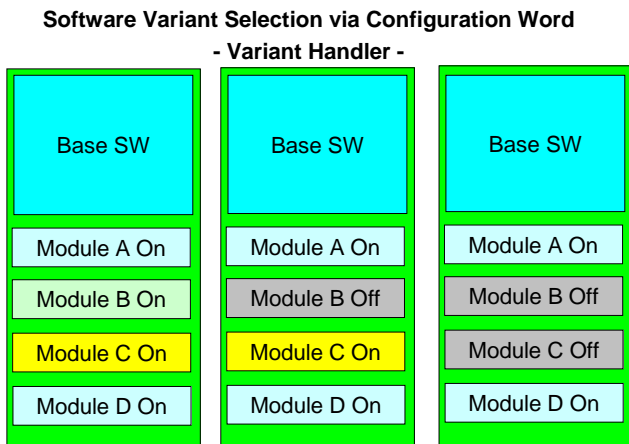 Software Variant Selection via Configuration Word
- Variant Handler -
Base SW
Module A On
Module B On
Module C On
Module D On
Base SW
Module A On
Module B Off
Module C On
Module D On
Base SW
Module A On
Module B Off
Module C Off
Module D On